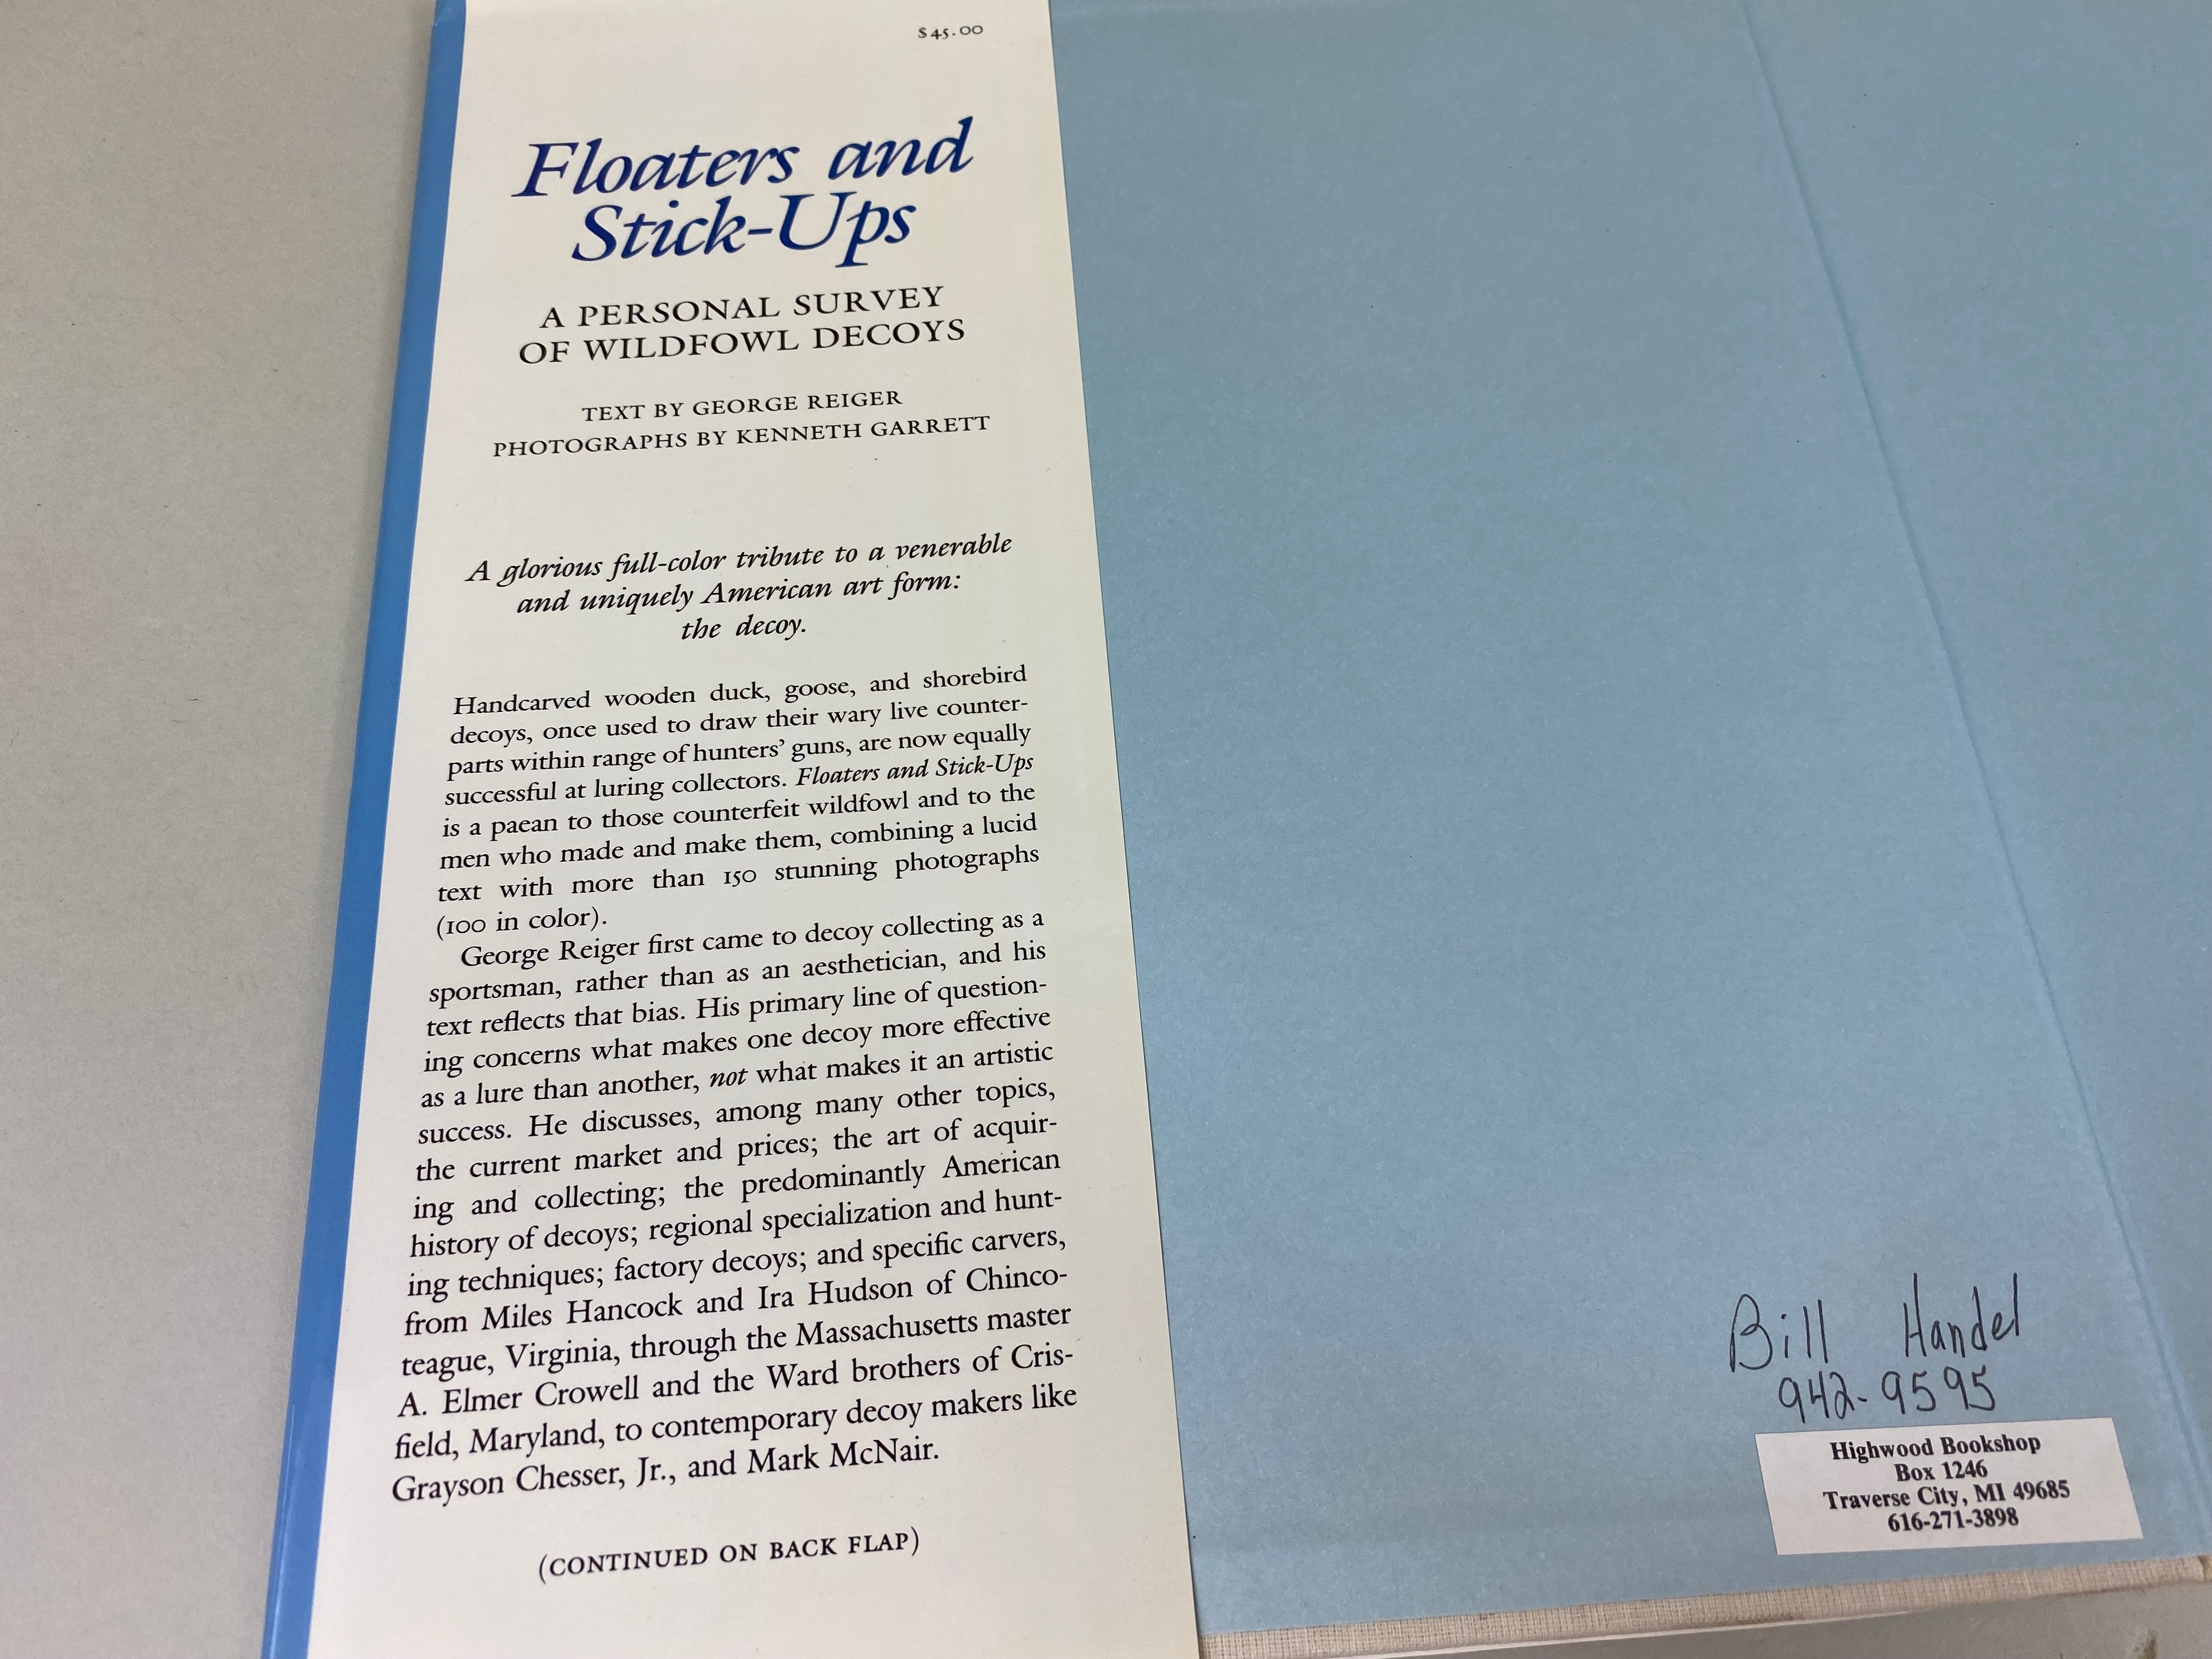 $45.00
Floaters and
Stick-Ups
A PERSONAL SURVEY
OF WILDFOWL DECOYS
TEXT BY GEORGE REIGER
PHOTOGRAPHS BY KENNETH GARRETT
A glorious full-color tribute to a venerable
and uniquely American art form:
the decoy.
Handcarved wooden duck, goose, and shorebird
decoys, once used to draw their wary live counter-
parts within range of hunters' guns, are now equally
successful at luring collectors. Floaters and Stick-Ups
is a paean to those counterfeit wildfowl and to the
men who made and make them, combining a lucid
text with more than 150 stunning photographs
(100 in color).
George Reiger first came to decoy collecting as a
sportsman, rather than as an aesthetician, and his
text reflects that bias. His primary line of question-
ing concerns what makes one decoy more effective
as a lure than another, not what makes it an artistic
success. He discusses, among many other topics,
the current market and prices; the art of acquir-
ing and collecting; the predominantly American
history of decoys; regional specialization and hunt-
ing techniques; factory decoys; and specific carvers,
from Miles Hancock and Ira Hudson of Chinco-
teague, Virginia, through the Massachusetts master
A. Elmer Crowell and the Ward brothers of Cris-
field, Maryland, to contemporary decoy makers like
Grayson Chesser, Jr., and Mark McNair.
(CONTINUED ON BACK FLAP)
Bill Handel
942-9595
Highwood Bookshop
Box 1246
Traverse City, MI 49685
616-271-3898